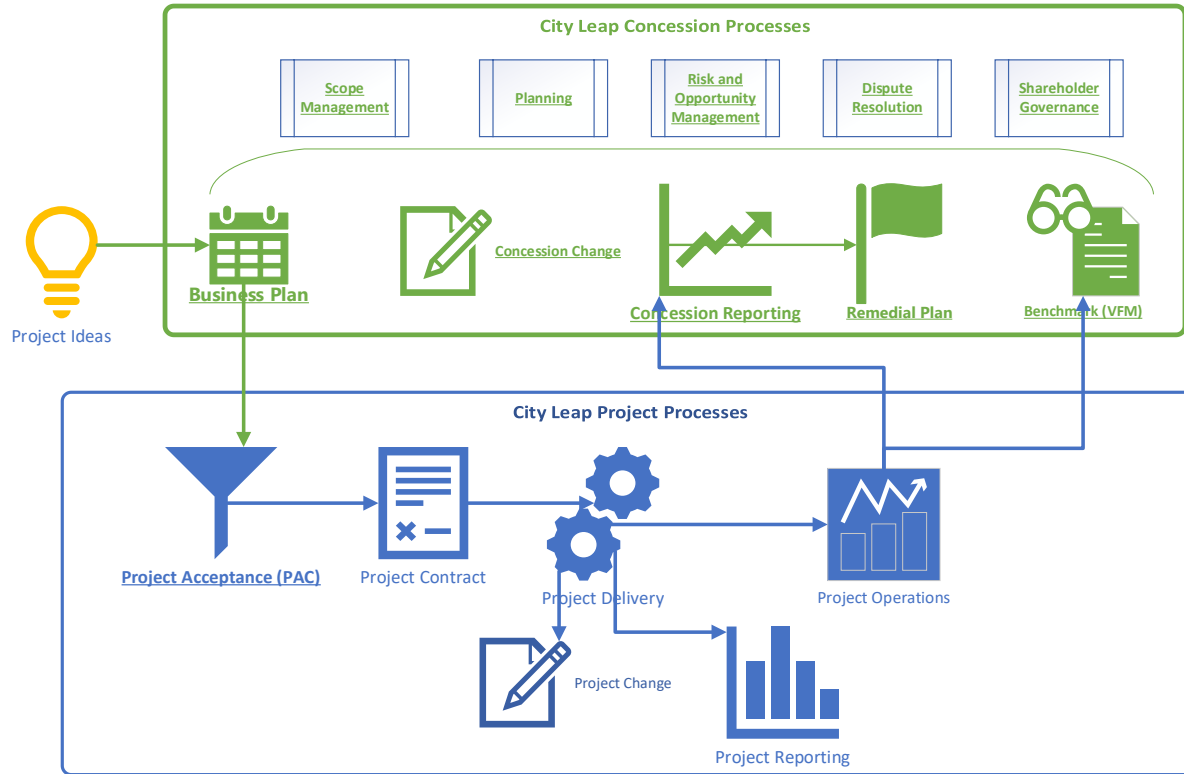 City Leap Concession Processes
Scope
Management
Planning
Risk and
Opportunity
Management
Dispute
Resolution
Shareholder
Governance
Concession Change
Business Plan
Concession Reporting
Remedial Plan
Benchmark (VFM)
Project Ideas
City Leap Project Processes
Project Acceptance (PAC)
Project Contract
Project Delivery
Project Operations
Project Change
Project Reporting